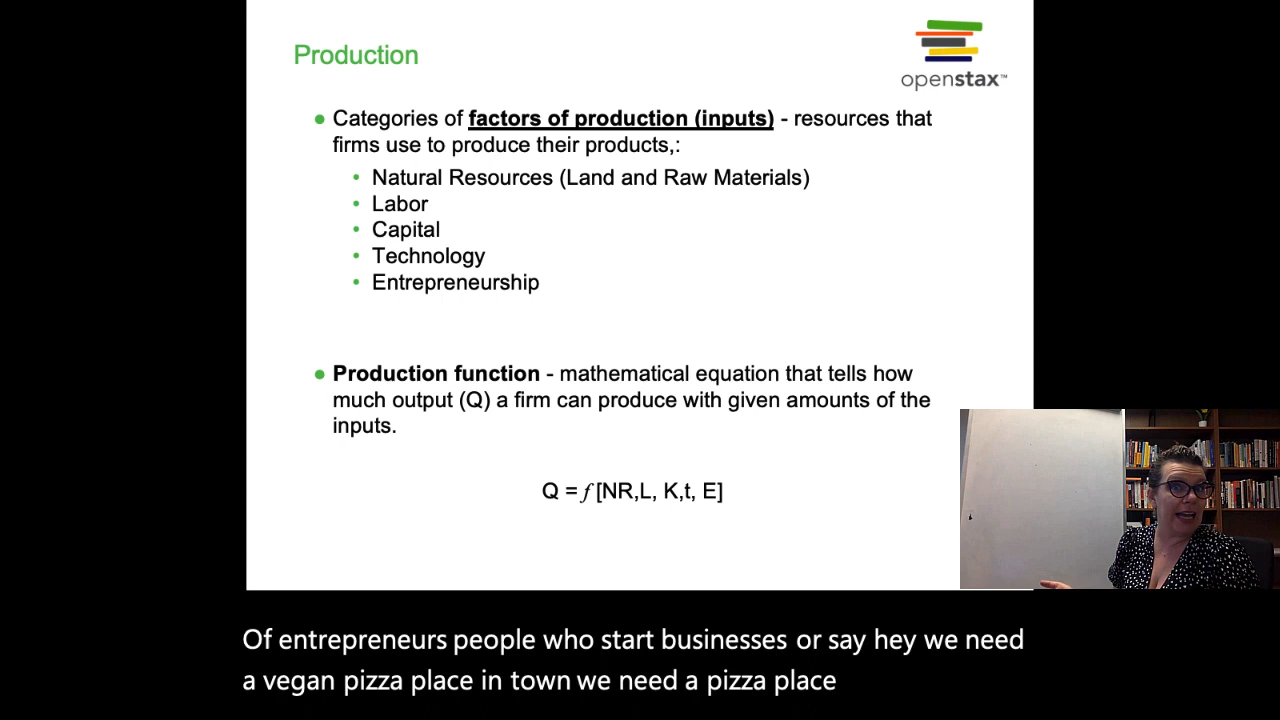 Production
openstax™
Categories of factors of production (inputs) - resources that
firms use to produce their products,:
Natural Resources (Land and Raw Materials)
Labor
Capital
Technology
Entrepreneurship
Production function - mathematical equation that tells how
much output (Q) a firm can produce with given amounts of the
inputs.
Q = f [NR,L, K,t, E]
Of entrepreneurs people who start businesses or say hey we need
a vegan pizza place in town we need a pizza place